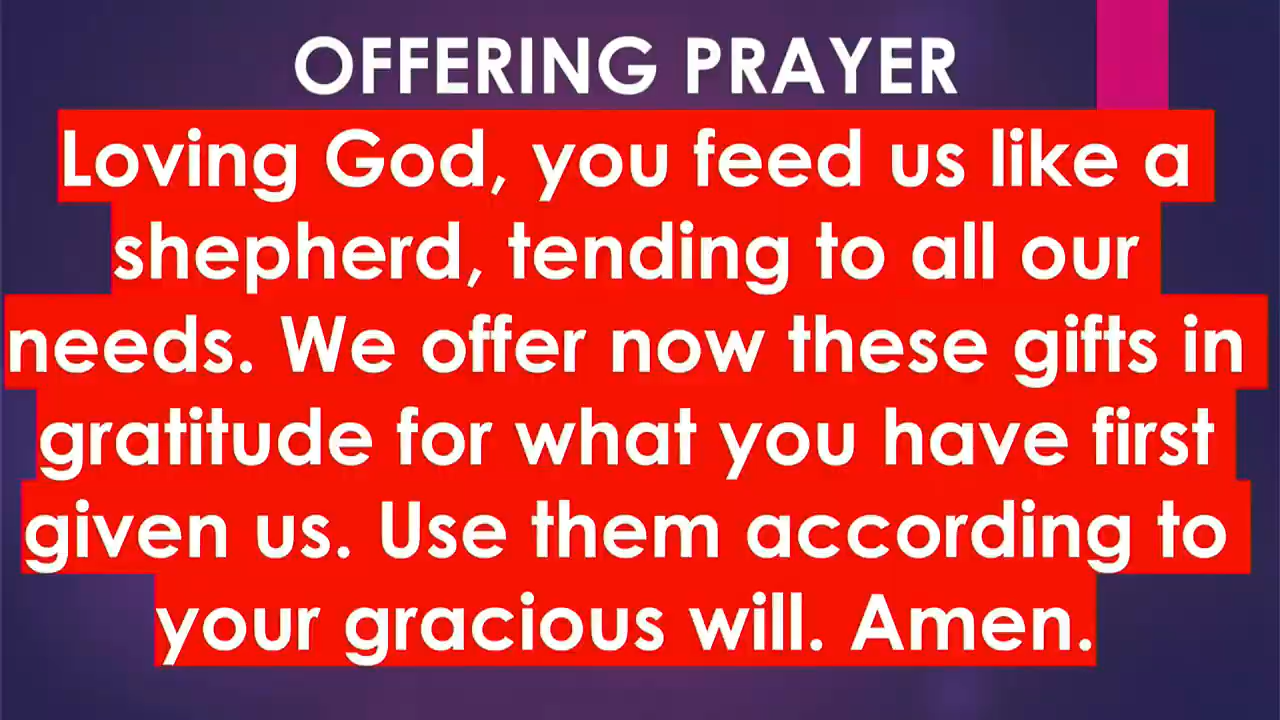 OFFERING PRAYER
Loving God, you feed us like a
shepherd, tending to all our
needs. We offer now these gifts in
gratitude for what you have first
given us. Use them according to
your gracious will. Amen.